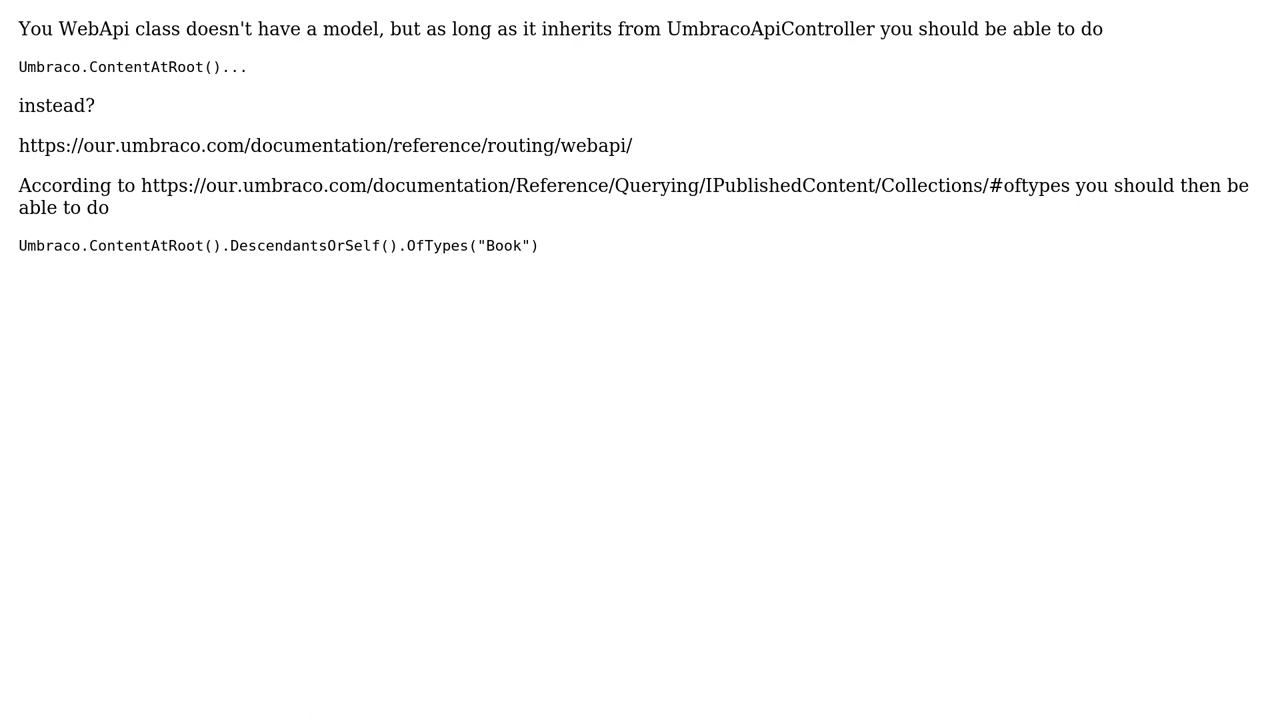 You WebApi class doesn't have a model, but as long as it inherits from UmbracoApiController you should be able to do
Umbraco.ContentAtRoot()...
instead?
https://our.umbraco.com/documentation/reference/routing/webapi/
According to https://our.umbraco.com/documentation/Reference/Querying/IPublishedContent/Collections/#oftypes you should then be
able to do
Umbraco.ContentAtRoot().DescendantsOrSelf().OfTypes("Book")